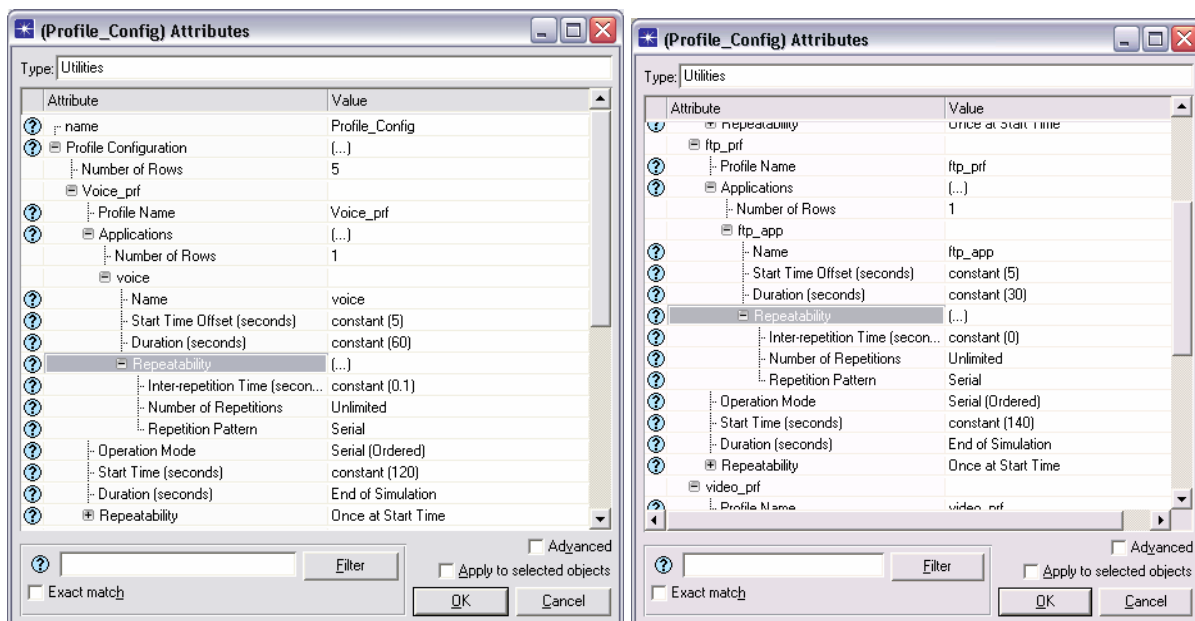 (Profile_Config) Attributes
Type: Utilities
Attribute Value
name Profile_Config
Profile Configuration (...)
Number of Rows 5
Voice_prf
Profile Name Voice_prf
Applications (...)
Number of Rows 1
voice
Name voice
Start Time Offset (seconds) constant (5)
Duration (seconds) constant (60)
Repeatability (...)
Inter-repetition Time (secon... constant (0.1)
Number of Repetitions Unlimited
Repetition Pattern Serial
Operation Mode Serial (Ordered)
Start Time (seconds) constant (120)
Duration (seconds) End of Simulation
Repeatability Once at Start Time
Advanced
Filter
Apply to selected objects
Exact match
OK Cancel
(Profile_Config) Attributes
Type: Utilities
Attribute Value
Repeatability Once at Start Time
ftp_prf
Profile Name ftp_prf
Applications (...)
Number of Rows 1
ftp_app
Name ftp_app
Start Time Offset (seconds) constant (5)
Duration (seconds) constant (30)
Repeatability (...)
Inter-repetition Time (secon... constant (0)
Number of Repetitions Unlimited
Repetition Pattern Serial
Operation Mode Serial (Ordered)
Start Time (seconds) constant (140)
Duration (seconds) End of Simulation
Repeatability Once at Start Time
video_prf
Profile Name video_prf
Advanced
Filter
Apply to selected objects
Exact match
OK Cancel